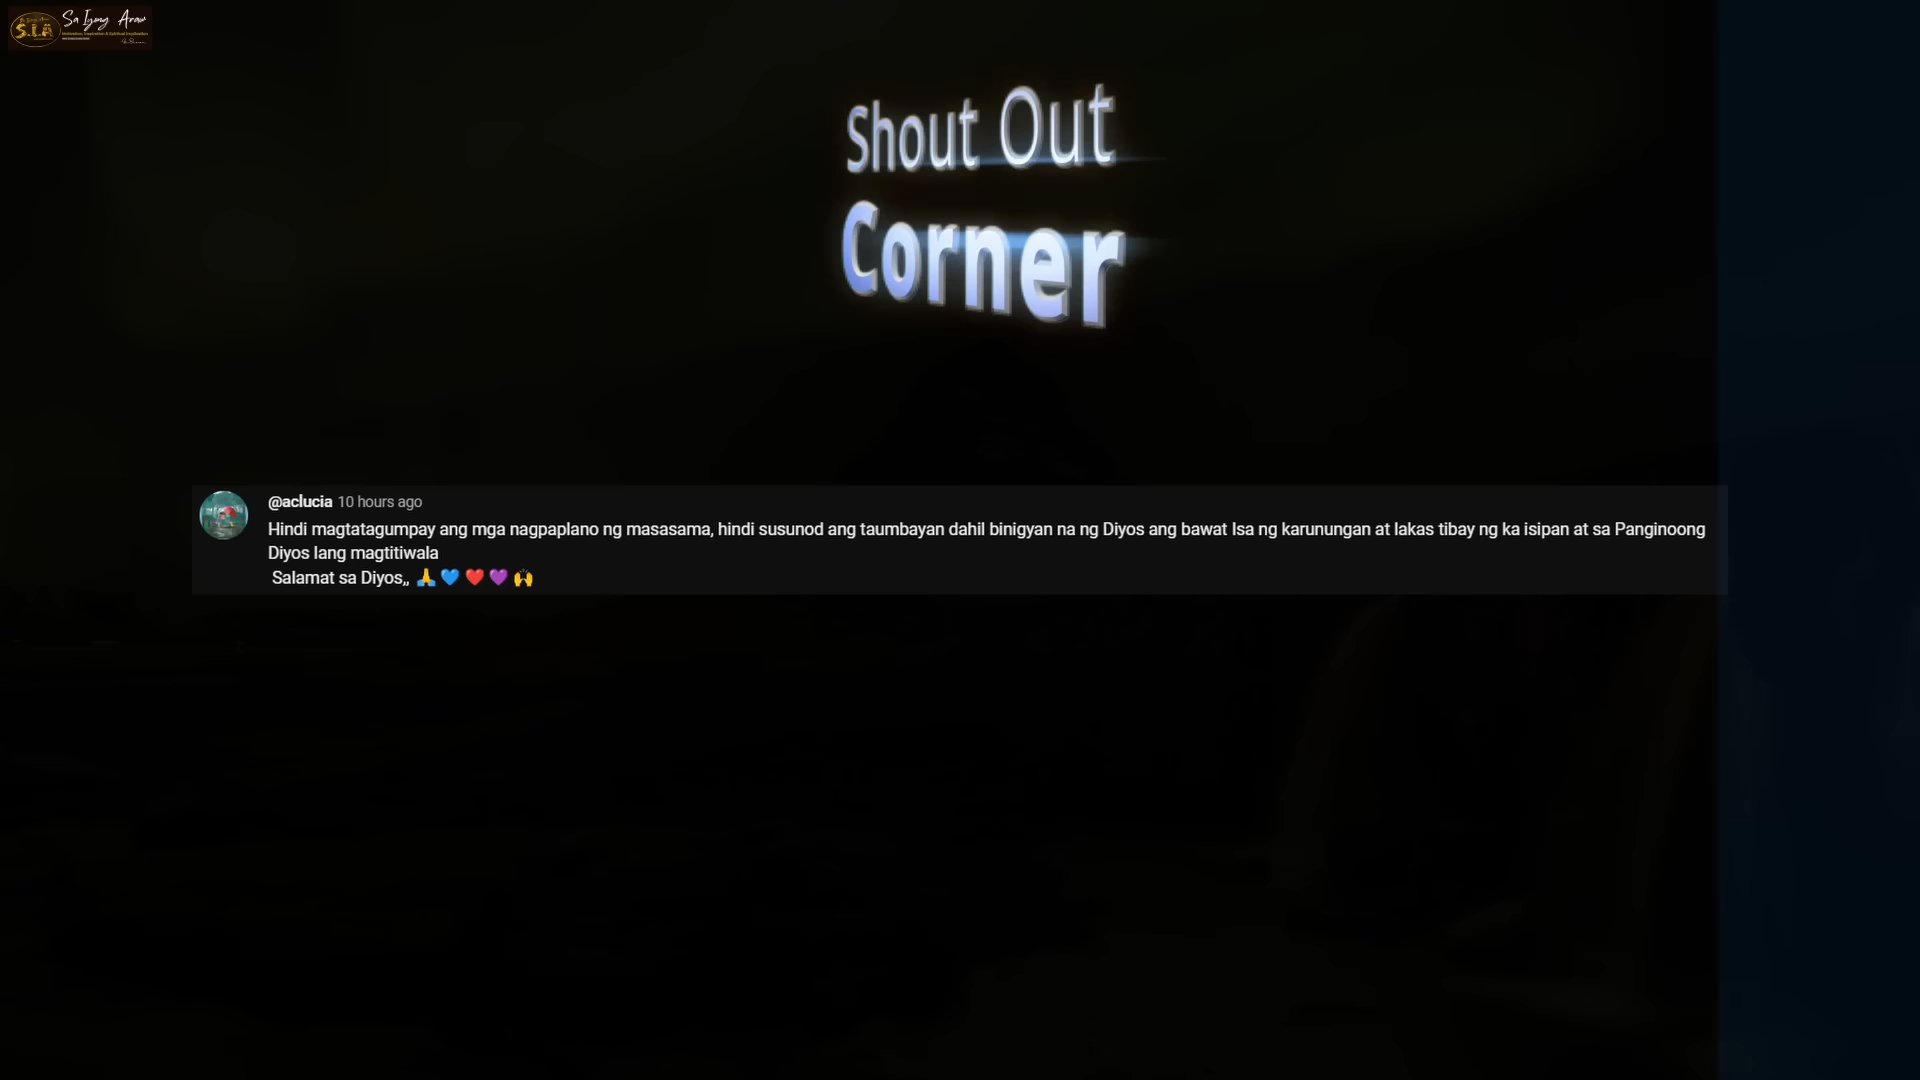 Sa Iyong Araw
S.I.A
Shout Out
Corner
@aclucia 10 hours ago
Hindi magtatagumpay ang mga nagpaplano ng masasama, hindi susunod ang taumbayan dahil binigyan na ng Diyos ang bawat Isa ng karunungan at lakas tibay ng ka isipan at sa Panginoong
Diyos lang magtitiwala
Salamat sa Diyos,, 🙏 💙 ❤️ 💜 🙌